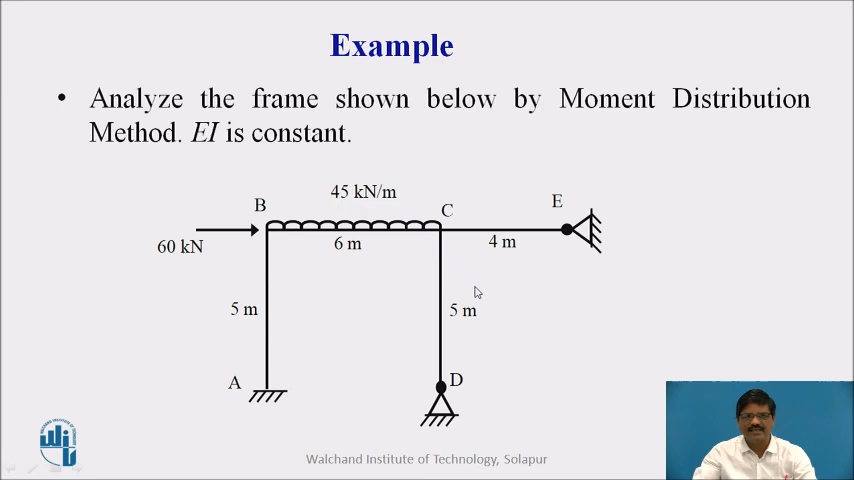 Example
• Analyze the frame shown below by Moment Distribution
Method. EI is constant.
45 kN/m
B
C
E
60 kN
6 m
4 m
5 m
5 m
A
D
Walchand Institute of Technology, Solapur